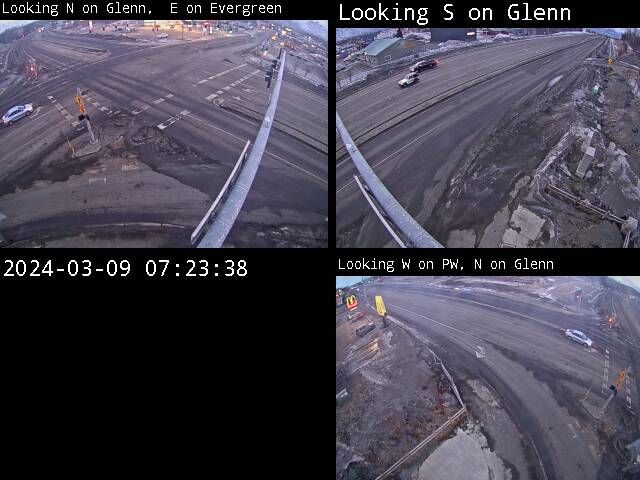 Looking N on Glenn, E on Evergreen
Looking S on Glenn
2024-03-09 07:23:38
Looking W on PW, N on Glenn